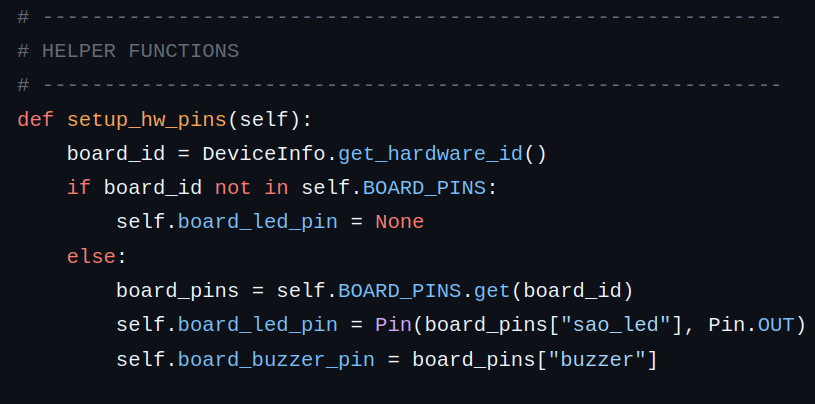 # ------------------------------------------------------------
# HELPER FUNCTIONS
# ------------------------------------------------------------
def setup_hw_pins(self):
    board_id = DeviceInfo.get_hardware_id()
    if board_id not in self.BOARD_PINS:
        self.board_led_pin = None
    else:
        board_pins = self.BOARD_PINS.get(board_id)
        self.board_led_pin = Pin(board_pins["sao_led"], Pin.OUT)
        self.board_buzzer_pin = board_pins["buzzer"]